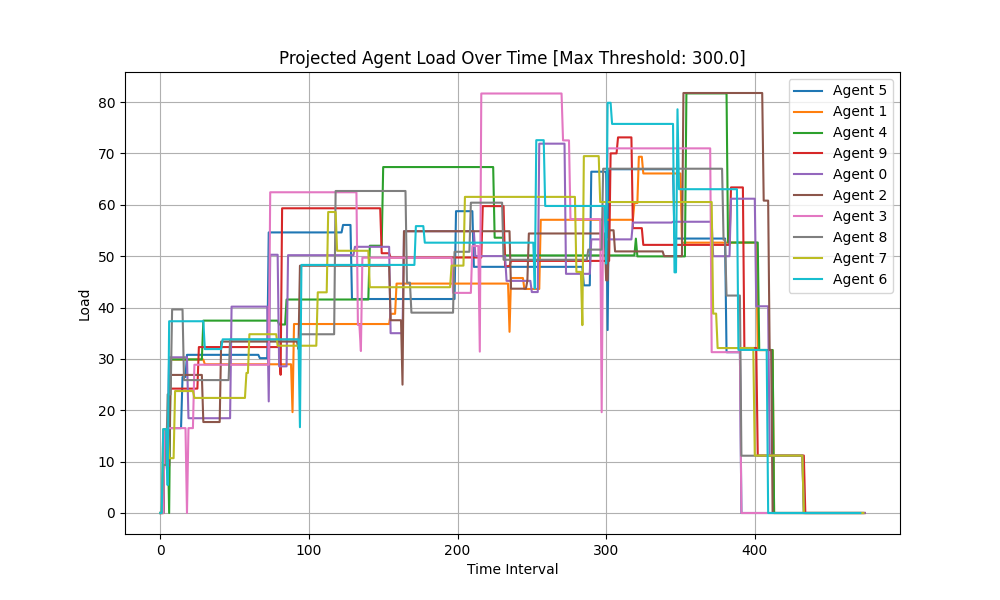 Projected Agent Load Over Time [Max Threshold: 300.0]
Load
80
70
60
50
40
30
20
10
0
0 100 200 300 400
Time Interval
Agent 5
Agent 1
Agent 4
Agent 9
Agent 0
Agent 2
Agent 3
Agent 8
Agent 7
Agent 6